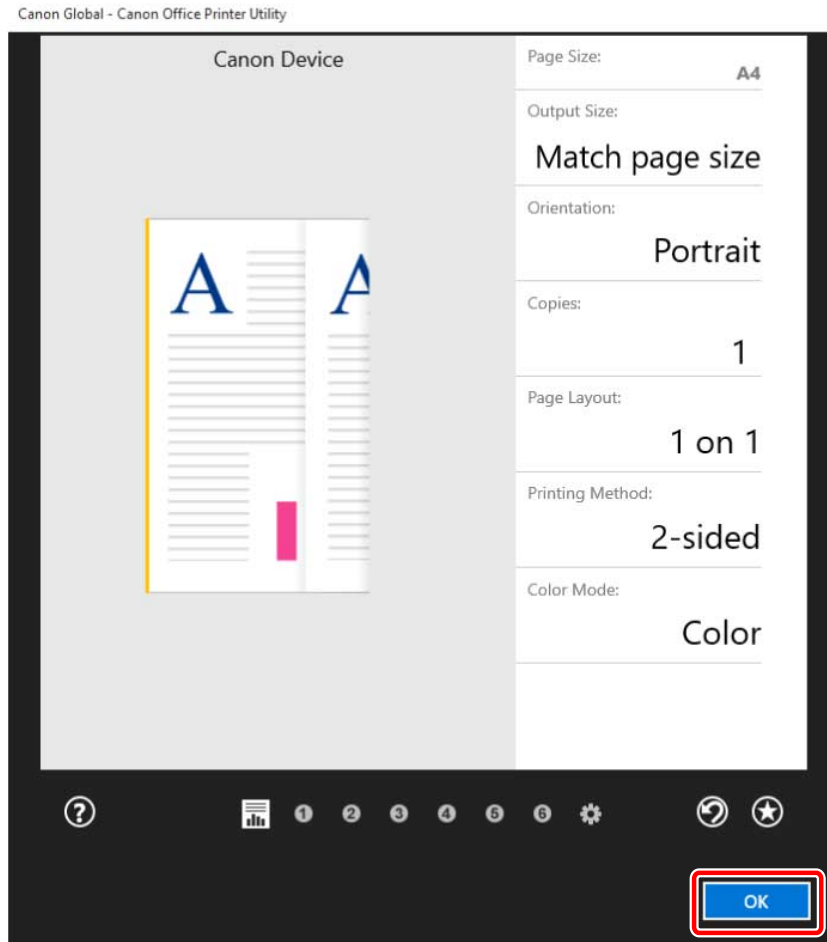 Canon Global - Canon Office Printer Utility
Canon Device
Page Size:
A4
Output Size:
Match page size
Orientation:
Portrait
Copies:
1
Page Layout:
1 on 1
Printing Method:
2-sided
Color Mode:
Color
A A
? 1 2 3 4 5 6
OK